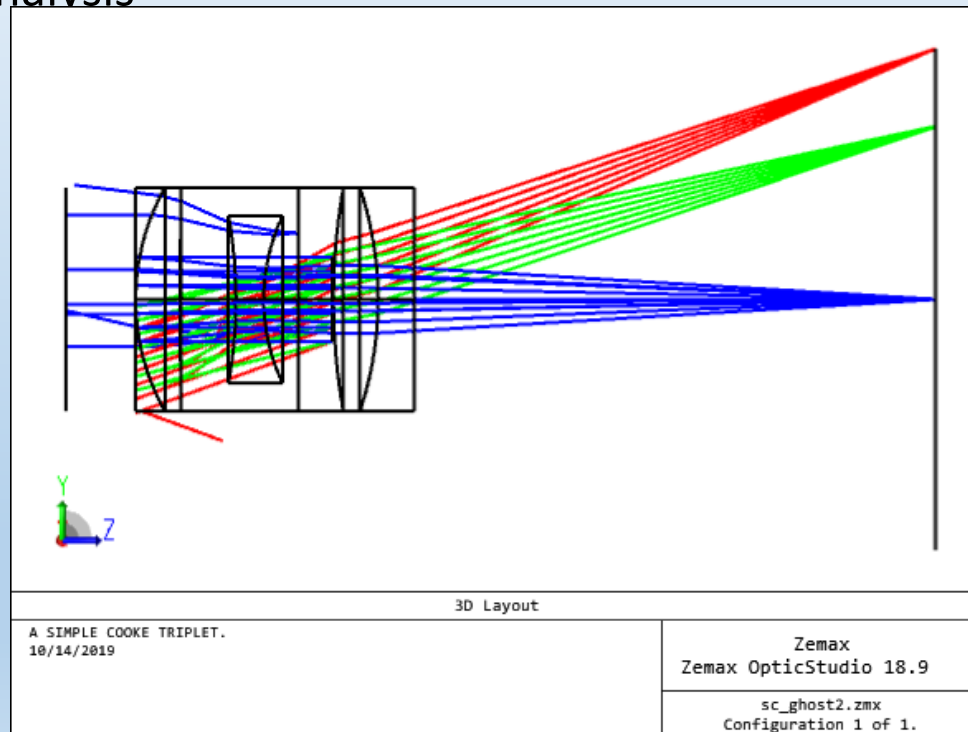 Y
Z
3D Layout
A SIMPLE COOKE TRIPLET.
10/14/2019
Zemax
Zemax OpticStudio 18.9
sc_ghost2.zmx
Configuration 1 of 1.